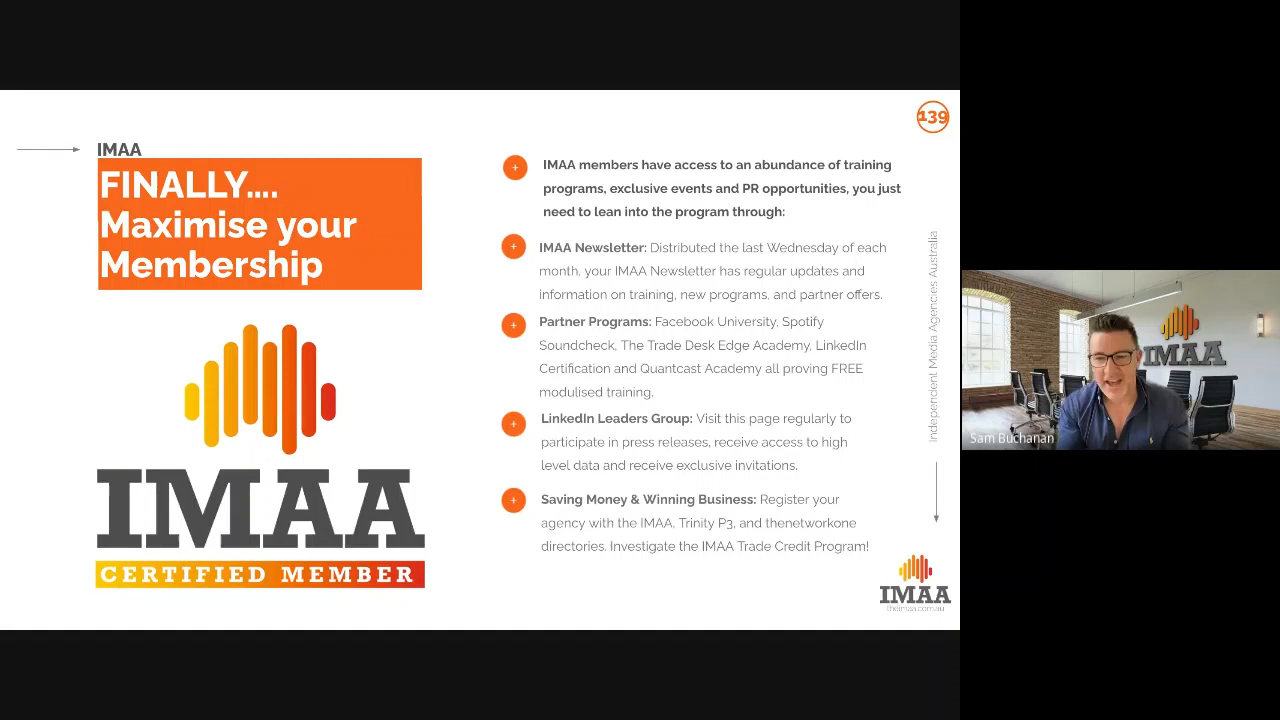 139
IMAA
FINALLY....
Maximise your
Membership
IMAA
CERTIFIED MEMBER
IMAA members have access to an abundance of training
programs, exclusive events and PR opportunities, you just
need to lean into the program through:
IMAA Newsletter: Distributed the last Wednesday of each
month, your IMAA Newsletter has regular updates and
information on training, new programs, and partner offers.
Partner Programs: Facebook University, Spotify
Soundcheck, The Trade Desk Edge Academy, LinkedIn
Certification and Quantcast Academy all proving FREE
modulised training.
LinkedIn Leaders Group: Visit this page regularly to
participate in press releases, receive access to high
level data and receive exclusive invitations.
Saving Money & Winning Business: Register your
agency with the IMAA, Trinity P3, and thenetworkone
directories. Investigate the IMAA Trade Credit Program!
Independent Media Agencies Australia
IMAA
theimaa.com.au
IMAA
Sam Buchanan